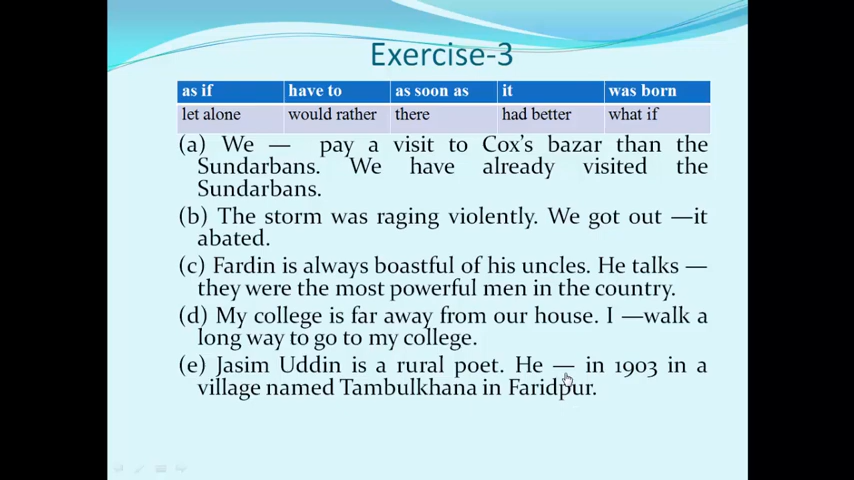 Exercise-3
as if have to as soon as it was born
let alone would rather there had better what if
(a) We — pay a visit to Cox's bazar than the
Sundarbans. We have already visited the
Sundarbans.
(b) The storm was raging violently. We got out —it
abated.
(c) Fardin is always boastful of his uncles. He talks —
they were the most powerful men in the country.
(d) My college is far away from our house. I —walk a
long way to go to my college.
(e) Jasim Uddin is a rural poet. He — in 1903 in a
village named Tambulkhana in Faridpur.